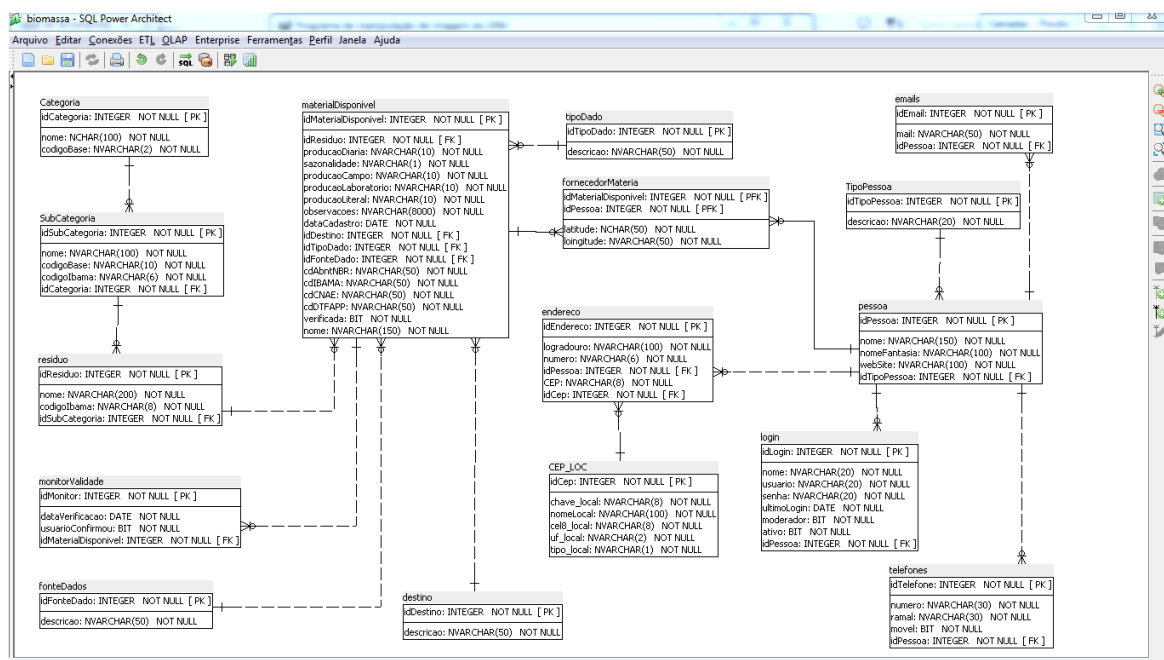 biomassa - SQL Power Architect
Arquivo Editar Conexões ETL OLAP Enterprise Ferramentas Perfil Janela Ajuda
SQL
Categoria
idCategoria: INTEGER NOT NULL [ PK ]
nome: NCHAR(100) NOT NULL
codigoBase: NVARCHAR(2) NOT NULL
SubCategoria
idSubCategoria: INTEGER NOT NULL [ PK ]
nome: NVARCHAR(100) NOT NULL
codigoBase: NVARCHAR(10) NOT NULL
codigoIbama: NVARCHAR(6) NOT NULL
idCategoria: INTEGER NOT NULL [ FK ]
residuo
idResiduo: INTEGER NOT NULL [ PK ]
nome: NVARCHAR(200) NOT NULL
codigoIbama: NVARCHAR(8) NOT NULL
idSubCategoria: INTEGER NOT NULL [ FK ]
monitorValidade
idMonitor: INTEGER NOT NULL [ PK ]
dataVerificacao: DATE NOT NULL
usuarioConfirmou: BIT NOT NULL
idMaterialDisponivel: INTEGER NOT NULL [ FK ]
fonteDados
idFonteDado: INTEGER NOT NULL [ PK ]
descricao: NVARCHAR(50) NOT NULL
materialDisponivel
idMaterialDisponivel: INTEGER NOT NULL [ PK ]
idResiduo: INTEGER NOT NULL [ FK ]
producaoDiaria: NVARCHAR(10) NOT NULL
sazonalidade: NVARCHAR(1) NOT NULL
producaoCampo: NVARCHAR(10) NOT NULL
producaoLaboratorio: NVARCHAR(10) NOT NULL
producaoLiteral: NVARCHAR(10) NOT NULL
observacoes: NVARCHAR(8000) NOT NULL
dataCadastro: DATE NOT NULL
idDestino: INTEGER NOT NULL [ FK ]
idTipoDado: INTEGER NOT NULL [ FK ]
idFonteDado: INTEGER NOT NULL [ FK ]
cdAbntNBR: NVARCHAR(50) NOT NULL
cdIBAMA: NVARCHAR(50) NOT NULL
cdCNAE: NVARCHAR(50) NOT NULL
cdDTFAPP: NVARCHAR(50) NOT NULL
verificada: BIT NOT NULL
nome: NVARCHAR(150) NOT NULL
destino
idDestino: INTEGER NOT NULL [ PK ]
descricao: NVARCHAR(50) NOT NULL
tipoDado
idTipoDado: INTEGER NOT NULL [ PK ]
descricao: NVARCHAR(50) NOT NULL
fornecedorMateria
idMaterialDisponivel: INTEGER NOT NULL [ PFK ]
idPessoa: INTEGER NOT NULL [ PFK ]
latitude: NCHAR(50) NOT NULL
loingitude: NVARCHAR(50) NOT NULL
endereco
idEndereco: INTEGER NOT NULL [ PK ]
logradouro: NVARCHAR(100) NOT NULL
numero: NVARCHAR(6) NOT NULL
idPessoa: INTEGER NOT NULL [ FK ]
CEP: NVARCHAR(8) NOT NULL
idCep: INTEGER NOT NULL [ FK ]
CEP_LOC
idCep: INTEGER NOT NULL [ PK ]
chave_local: NVARCHAR(8) NOT NULL
nomeLocal: NVARCHAR(100) NOT NULL
cel8_local: NVARCHAR(8) NOT NULL
uf_local: NVARCHAR(2) NOT NULL
tipo_local: NVARCHAR(1) NOT NULL
emails
idEmail: INTEGER NOT NULL [ PK ]
mail: NVARCHAR(50) NOT NULL
idPessoa: INTEGER NOT NULL [ FK ]
TipoPessoa
idTipoPessoa: INTEGER NOT NULL [ PK ]
descricao: NVARCHAR(20) NOT NULL
pessoa
idPessoa: INTEGER NOT NULL [ PK ]
nome: NVARCHAR(150) NOT NULL
nomeFantasia: NVARCHAR(100) NOT NULL
webSite: NVARCHAR(100) NOT NULL
idTipoPessoa: INTEGER NOT NULL [ FK ]
login
idLogin: INTEGER NOT NULL [ PK ]
nome: NVARCHAR(20) NOT NULL
usuario: NVARCHAR(20) NOT NULL
senha: NVARCHAR(20) NOT NULL
ultimoLogin: DATE NOT NULL
moderador: BIT NOT NULL
ativo: BIT NOT NULL
idPessoa: INTEGER NOT NULL [ FK ]
telefones
idTelefone: INTEGER NOT NULL [ PK ]
numero: NVARCHAR(30) NOT NULL
ramal: NVARCHAR(30) NOT NULL
movel: BIT NOT NULL
idPessoa: INTEGER NOT NULL [ FK ]